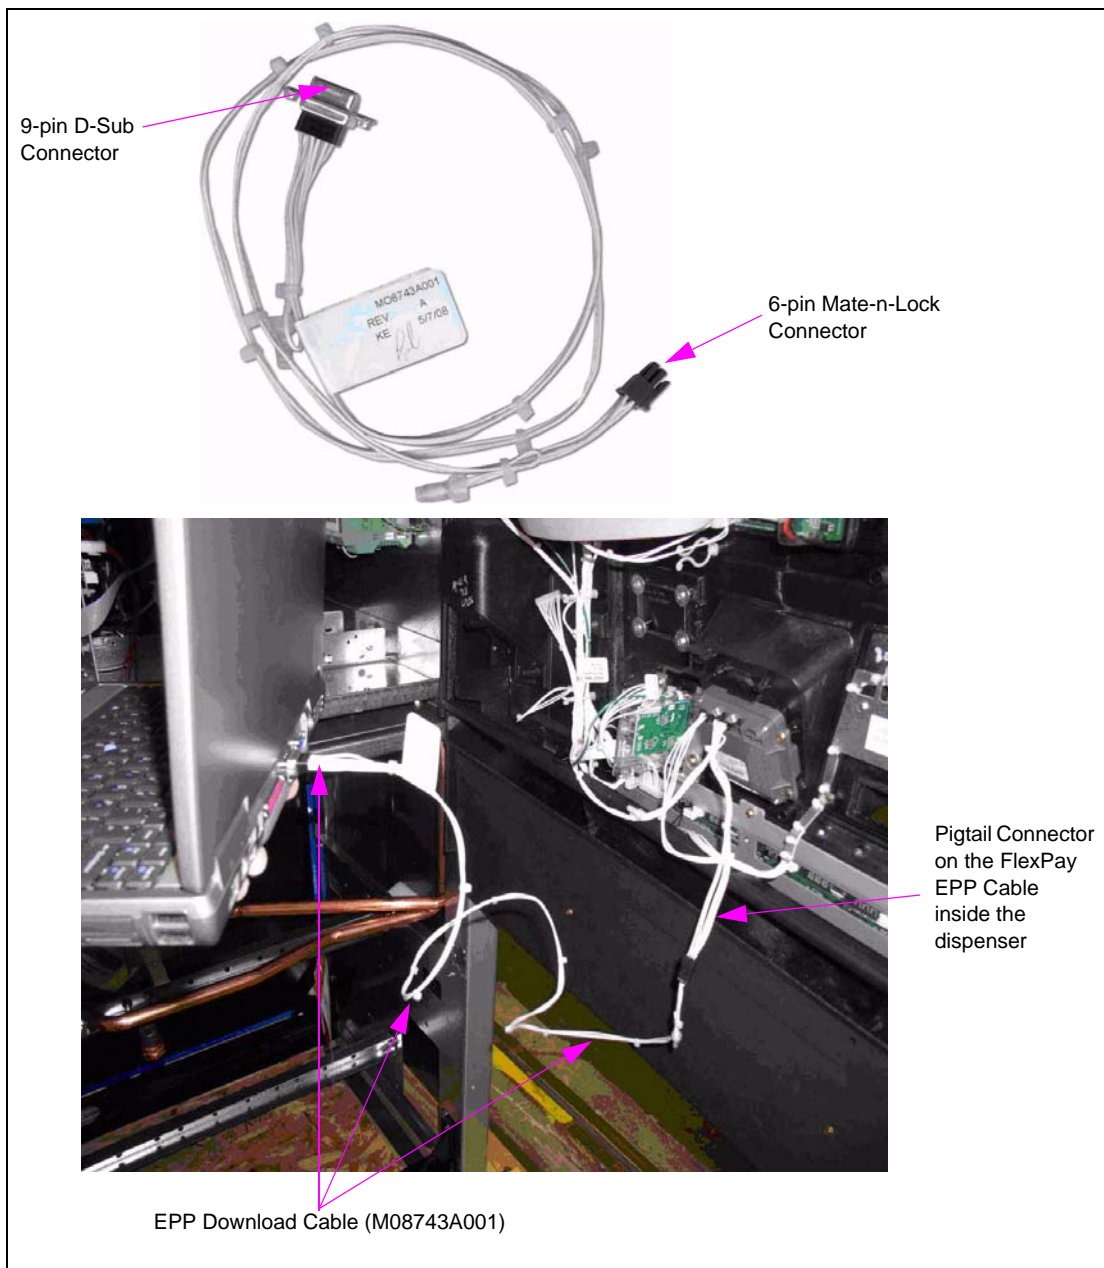 9-pin D-Sub
Connector
MO8743A001
REV. A
KE 5/7/08
6-pin Mate-n-Lock
Connector
Pigtail Connector
on the FlexPay
EPP Cable
inside the
dispenser
EPP Download Cable (M08743A001)